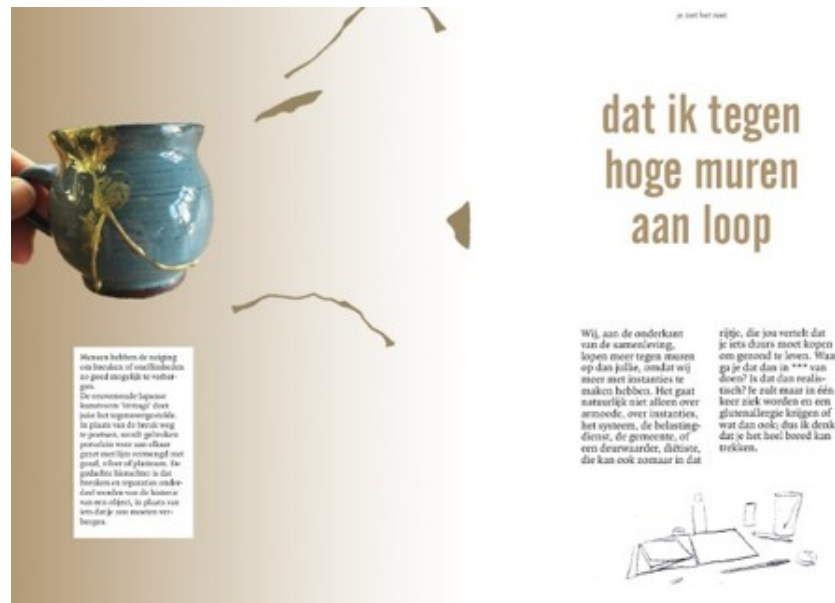 Mensen hebben de neiging
om breuken of oneffenheden
zo goed mogelijk te verber-
gen.
De eeuwenoude Japanse
kunstvorm 'kintsugi' doet
juist het tegenovergestelde.
In plaats van de breuk weg
te poetsen, wordt gebroken
porselein weer aan elkaar
gezet met lijm vermengd met
goud, zilver of platinum. De
gedachte hierachter is dat
breuken en reparaties onder-
deel worden van de historie
van een object, in plaats van
iets dat je zou moeten ver-
bergen.
je ziet het niet
dat ik tegen
hoge muren
aan loop
Wij, aan de onderkant
van de samenleving,
lopen meer tegen muren
op dan jullie, omdat wij
meer met instanties te
maken hebben. Het gaat
natuurlijk niet alleen over
armoede, over instanties,
het systeem, de belasting-
dienst, de gemeente, of
een deurwaarder, diëtiste,
die kan ook zomaar in dat
rijtje, die jou vertelt dat
je iets duurs moet kopen
om gezond te leven. Waa
ga je dat dan in *** van
doen? Is dat dan realis-
tisch? Je zult maar in één
keer ziek worden en een
glutenallergie krijgen of
wat dan ook; dus ik denk
dat je het heel breed kan
trekken.